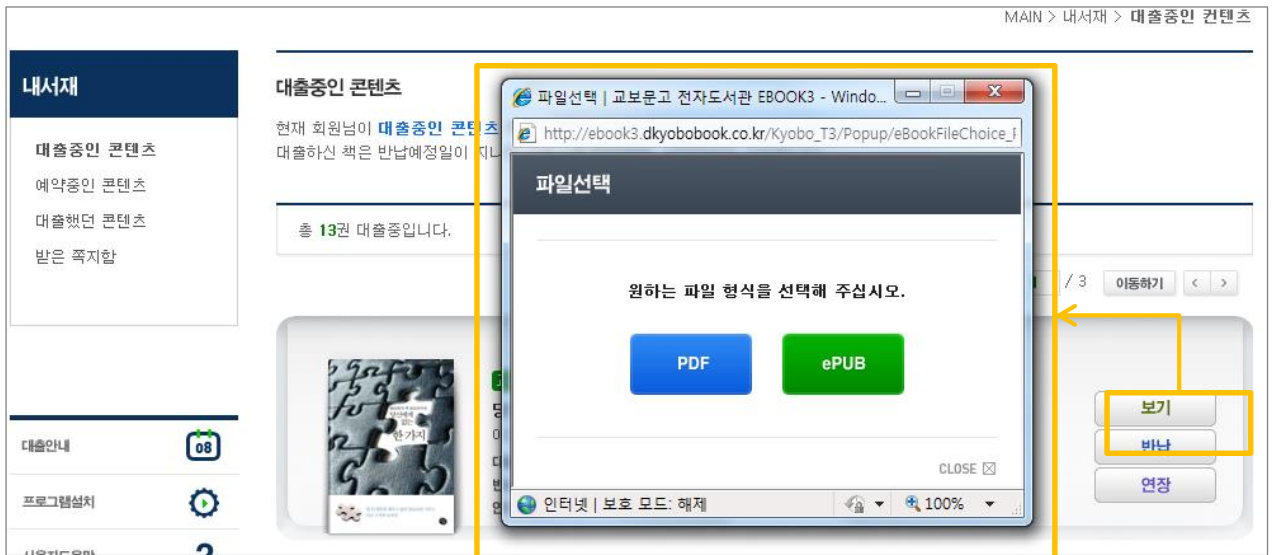 MAIN > 내서재 > 대출중인 컨텐츠
내서재
대출중인 콘텐츠
예약중인 콘텐츠
대출했던 콘텐츠
받은 쪽지함
대출안내
08
프로그램설치
대출중인 콘텐츠
현재 회원님이 대출중인 콘텐츠
대출하신 책은 반납예정일이 지나
총 13권 대출중입니다.
/ 3 이동하기 < >
한 가지
보기
반납
연장
파일선택 | 교보문고 전자도서관 EBOOK3 - Windo...
http://ebook3.dkyobobook.co.kr/Kyobo_T3/Popup/eBookFileChoice_
파일선택
원하는 파일 형식을 선택해 주십시오.
PDF
ePUB
CLOSE
인터넷 | 보호 모드: 해제
100%